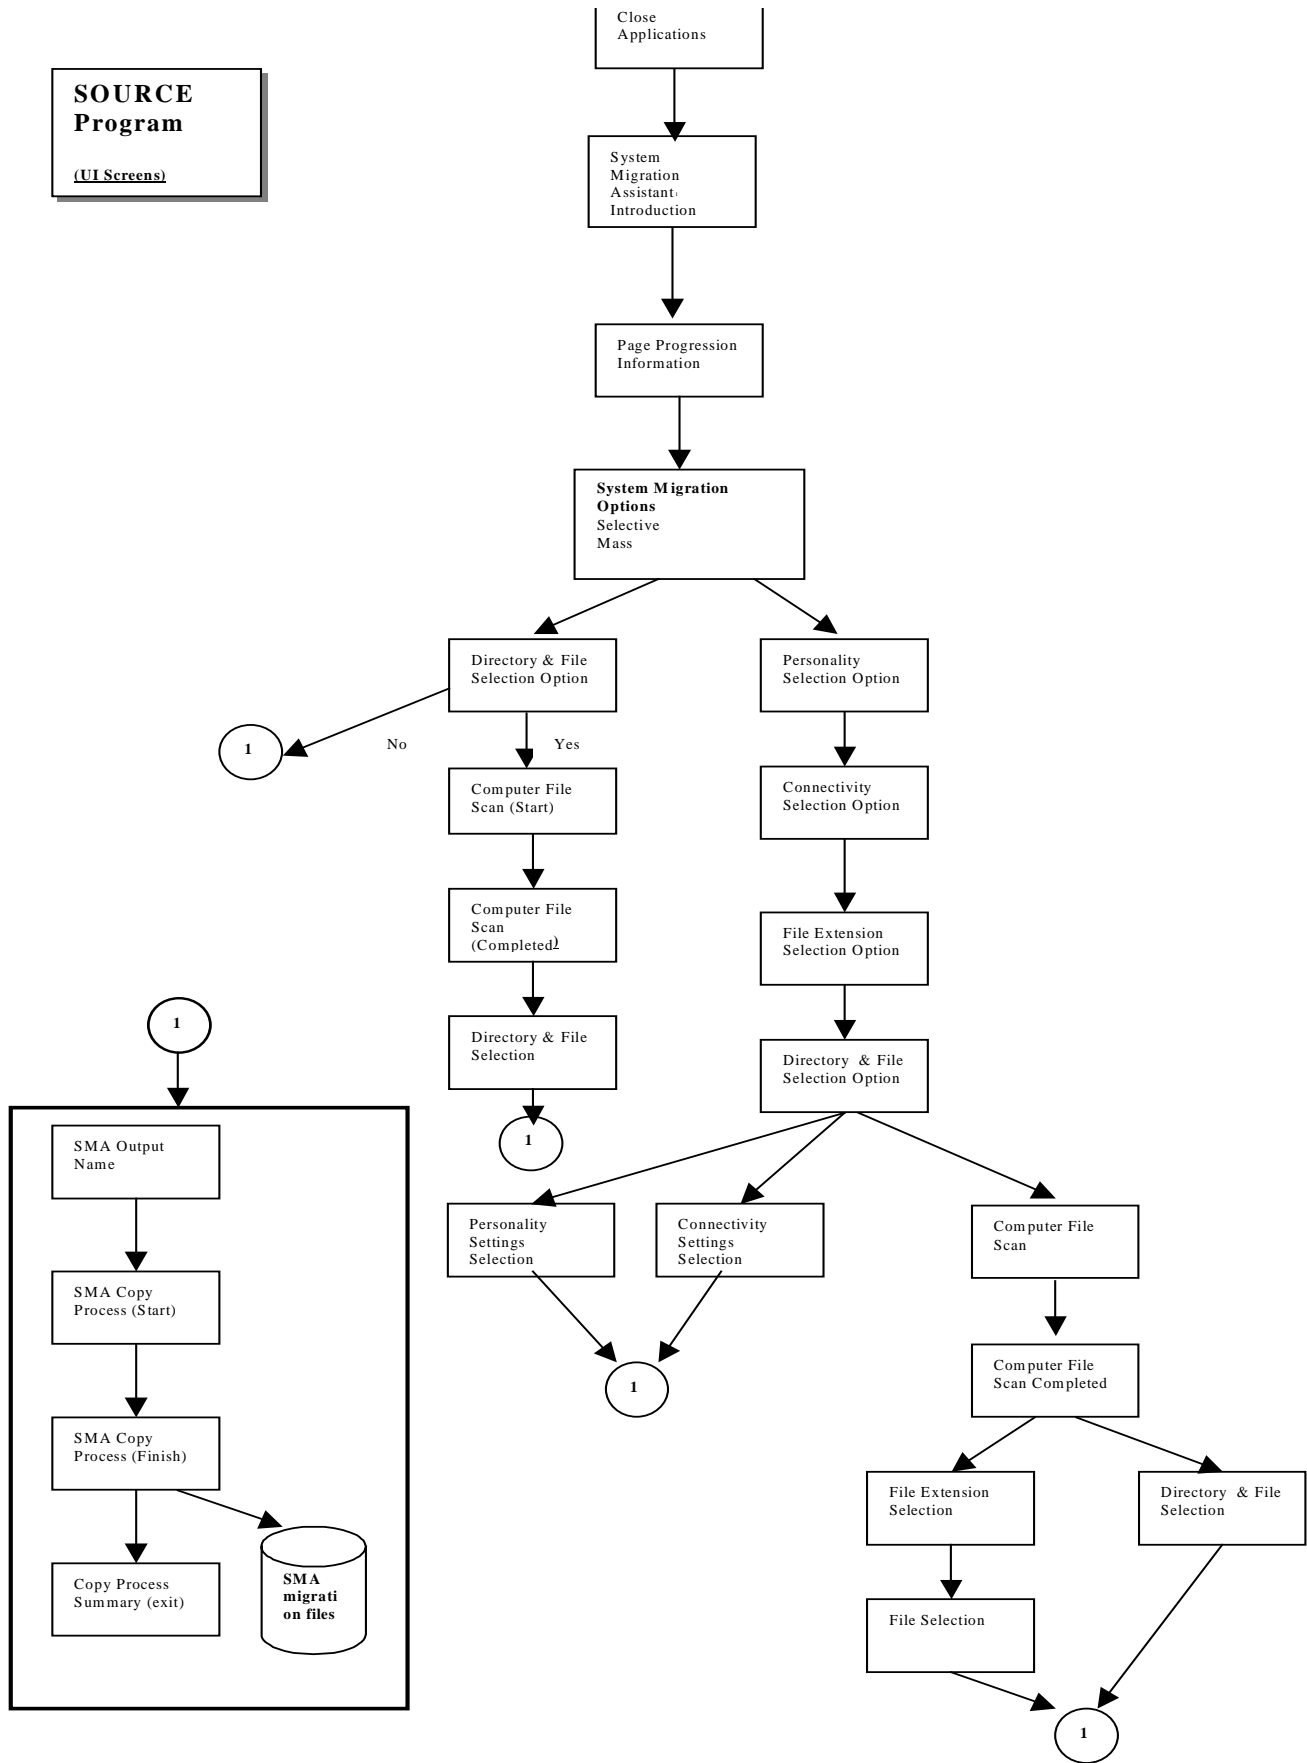 Close
Applications
SOURCE
Program
(UI Screens)
System
Migration
Assistant
Introduction
Page Progression
Information
System Migration
Options
Selective
Mass
Directory & File
Selection Option
Personality
Selection Option
1
No
Yes
Computer File
Scan (Start)
Connectivity
Selection Option
Computer File
Scan
(Completed)
File Extension
Selection Option
1
Directory & File
Selection
Directory & File
Selection Option
1
SMA Output
Name
Personality
Settings
Selection
Connectivity
Settings
Selection
Computer File
Scan
SMA Copy
Process (Start)
1
Computer File
Scan Completed
SMA Copy
Process (Finish)
File Extension
Selection
Directory & File
Selection
Copy Process
Summary (exit)
SMA
migrati
on files
File Selection
1